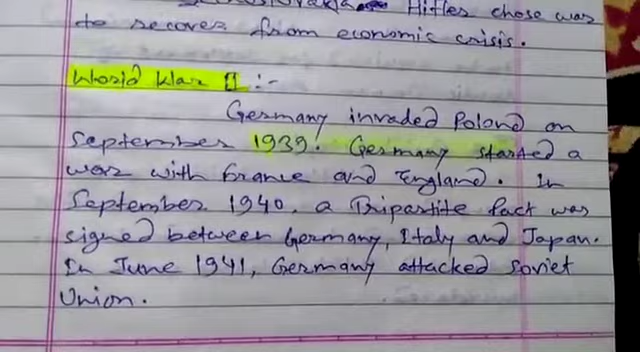 Hitler chose war
to recover from economic crisis.
World War II :-
Germany invaded Poland on
September 1939. Germany started a
war with France and England. In
September 1940, a Tripartite Pact was
signed between Germany, Italy and Japan.
In June 1941, Germany attacked Soviet
Union.